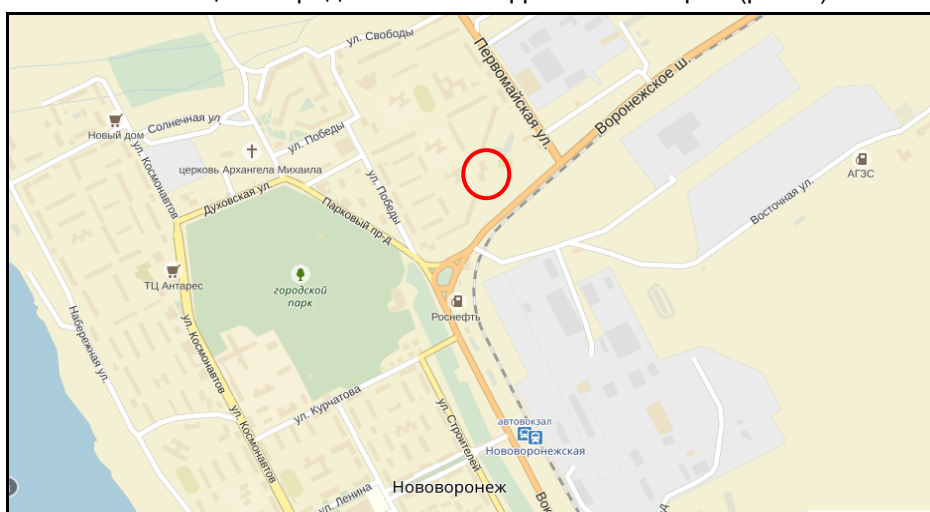 ул. Свободы
Первомайская ул.
Воронежское ш.
Новый дом
Солнечная ул
ул. Победы
церковь Архангела Михаила
ул. Космонавтов
АГЗС
Духовская ул.
ул. Победы
Парковый пр-д
Восточная ул.
ТЦ Антарес
городской
парк
Роснефть
Набережная ул.
ул. Космонавтов
ул. Курчатова
ул. Космонавтов
ул. Строителей
автовокзал
Нововоронежская
ул. Ленина
Нововоронеж
Вок